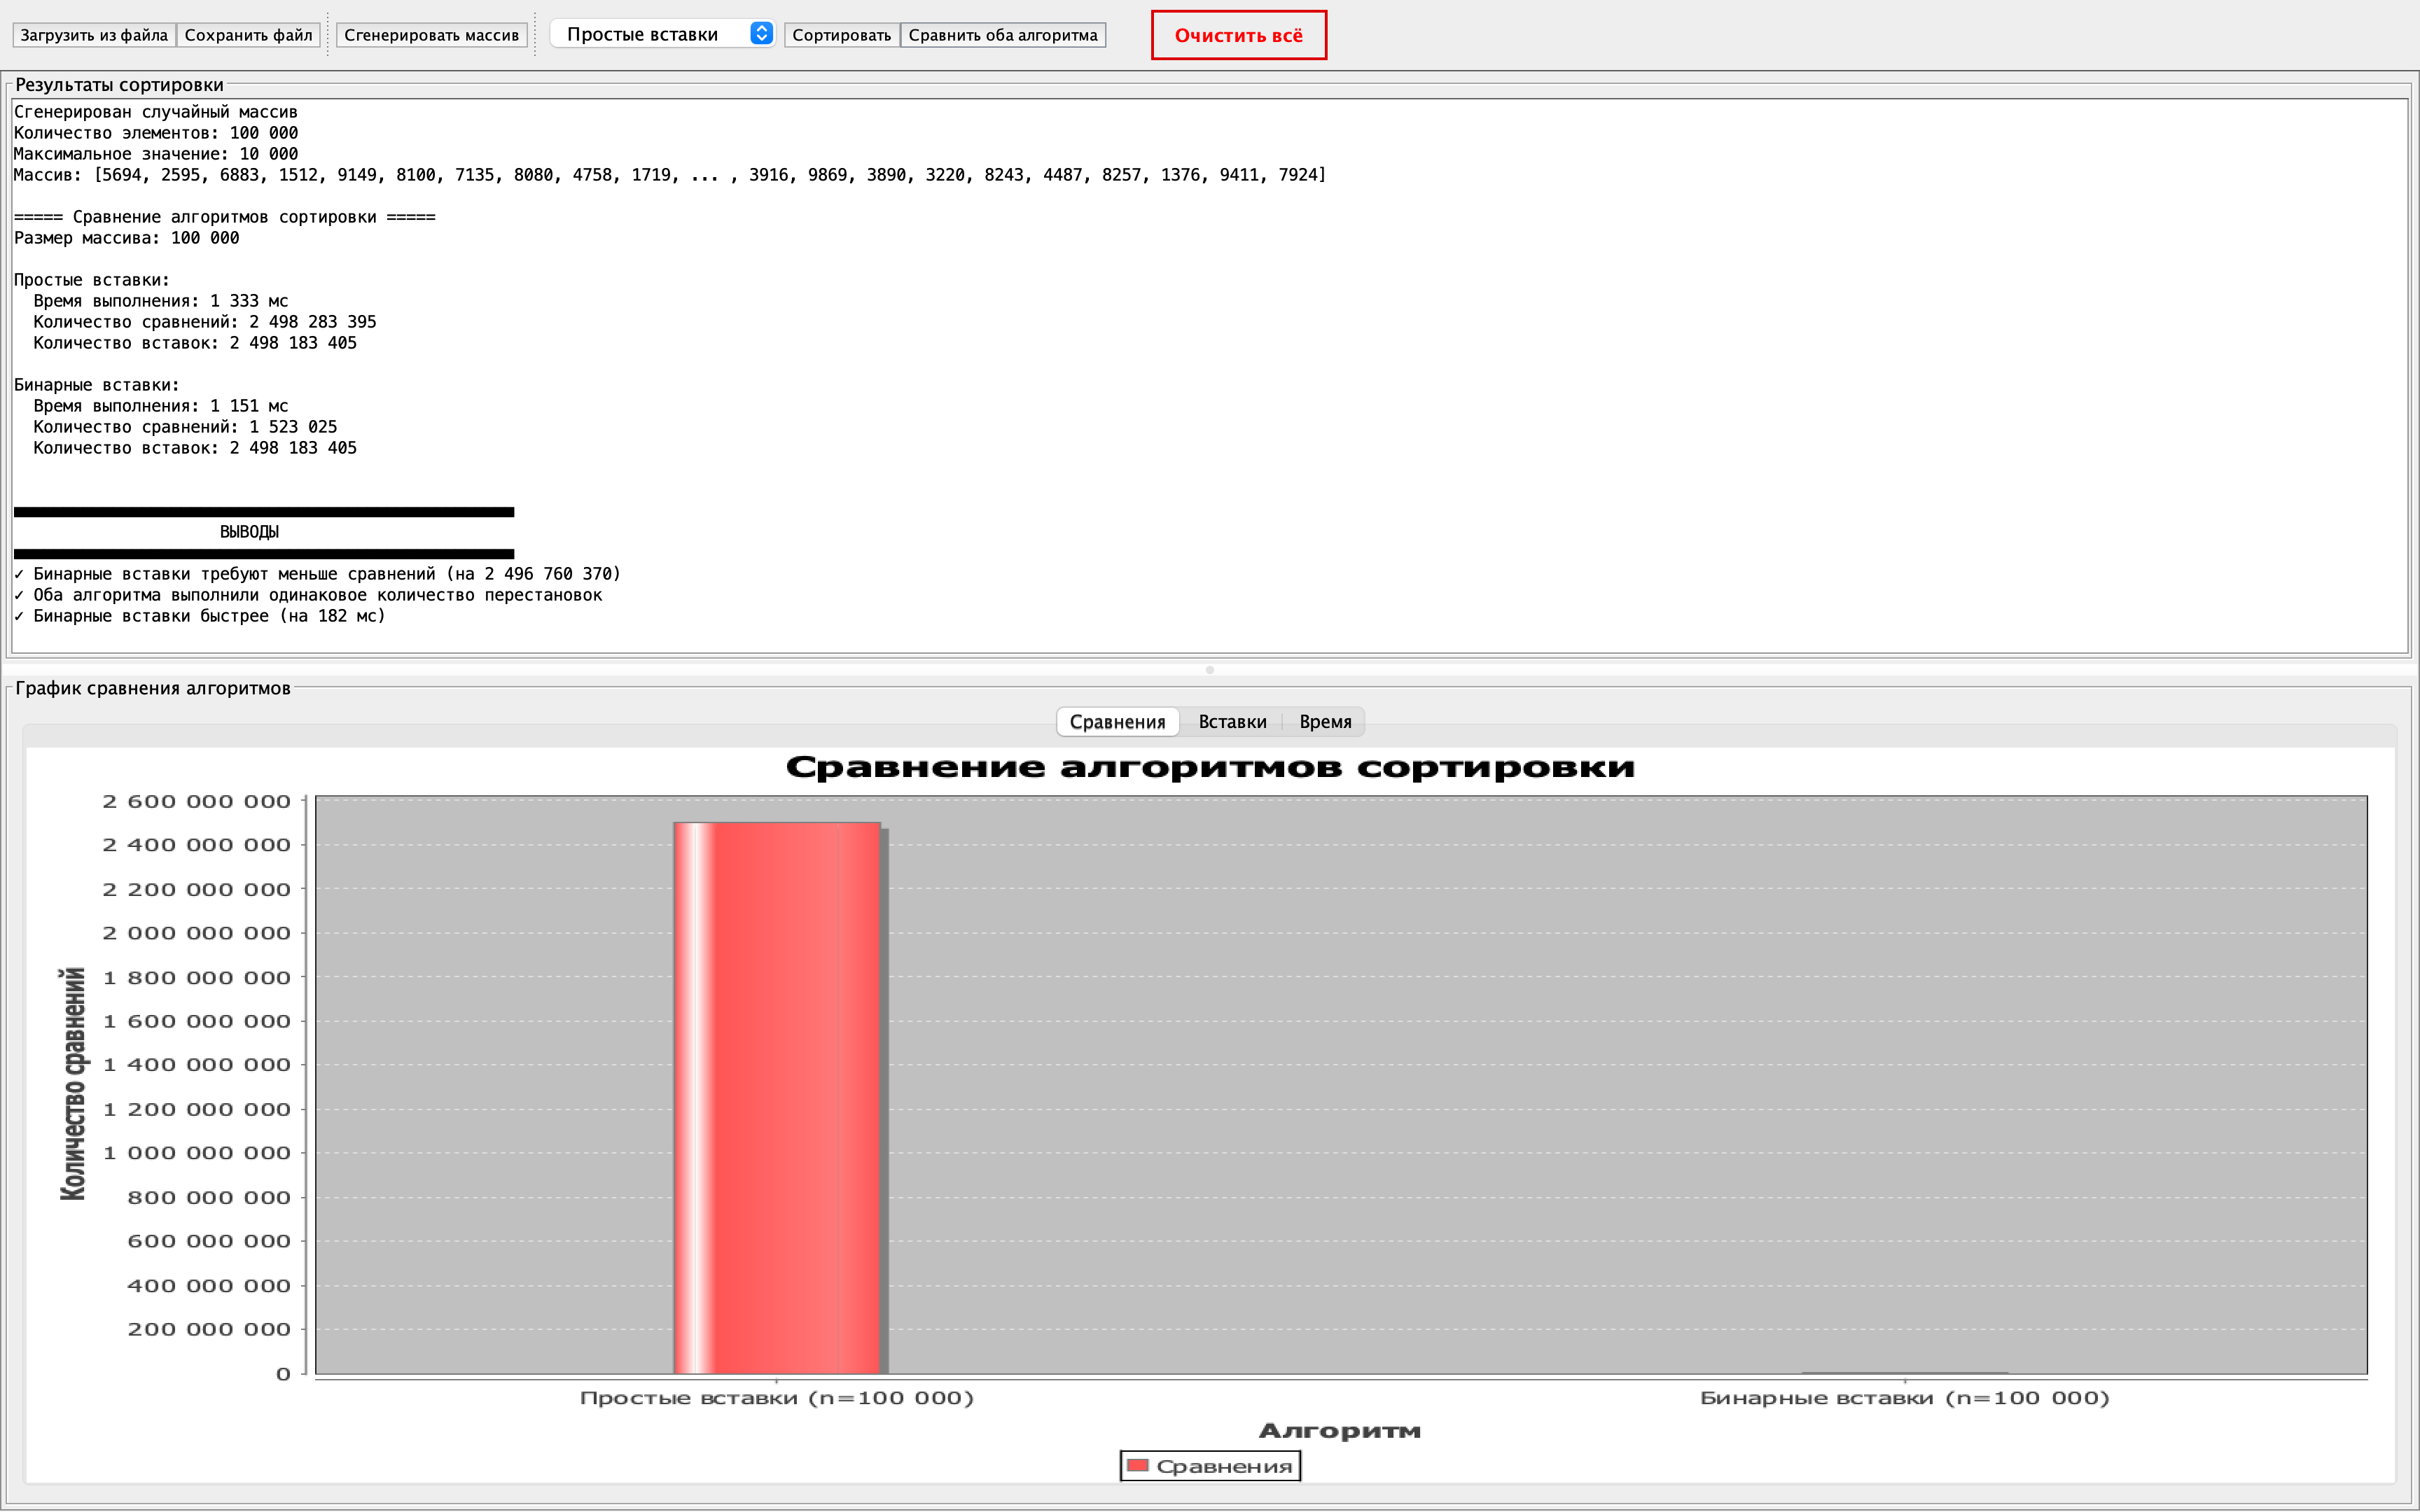 Загрузить из файла Сохранить файл Сгенерировать массив Простые вставки Сортировать Сравнить оба алгоритма Очистить всё
Результаты сортировки
Сгенерирован случайный массив
Количество элементов: 100 000
Максимальное значение: 10 000
Массив: [5694, 2595, 6883, 1512, 9149, 8100, 7135, 8080, 4758, 1719, ... , 3916, 9869, 3890, 3220, 8243, 4487, 8257, 1376, 9411, 7924]
===== Сравнение алгоритмов сортировки =====
Размер массива: 100 000
Простые вставки:
Время выполнения: 1 333 мс
Количество сравнений: 2 498 283 395
Количество вставок: 2 498 183 405
Бинарные вставки:
Время выполнения: 1 151 мс
Количество сравнений: 1 523 025
Количество вставок: 2 498 183 405
ВЫВОДЫ
✓ Бинарные вставки требуют меньше сравнений (на 2 496 760 370)
✓ Оба алгоритма выполнили одинаковое количество перестановок
✓ Бинарные вставки быстрее (на 182 мс)
График сравнения алгоритмов
Сравнения Вставки Время
Сравнение алгоритмов сортировки
2 600 000 000
2 400 000 000
2 200 000 000
2 000 000 000
1 800 000 000
1 600 000 000
1 400 000 000
1 200 000 000
1 000 000 000
800 000 000
600 000 000
400 000 000
200 000 000
0
Количество сравнений
Простые вставки (n=100 000) Бинарные вставки (n=100 000)
Алгоритм
Сравнения